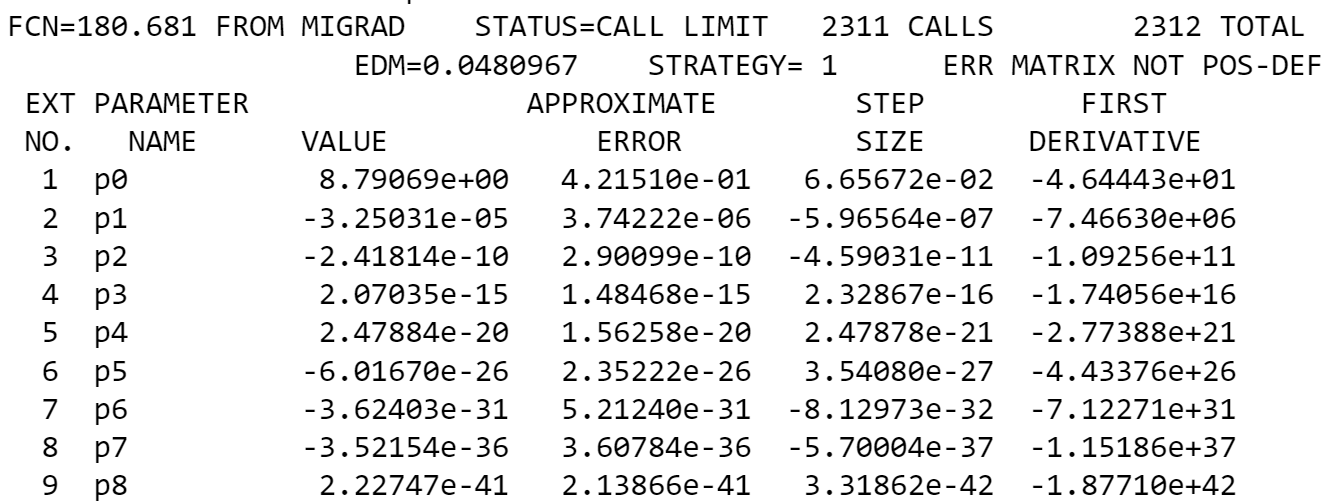 FCN=180.681 FROM MIGRAD    STATUS=CALL LIMIT   2311 CALLS        2312 TOTAL
                    EDM=0.0480967    STRATEGY= 1      ERR MATRIX NOT POS-DEF
 EXT PARAMETER                APPROXIMATE        STEP         FIRST
 NO.   NAME      VALUE            ERROR          SIZE      DERIVATIVE
  1  p0           8.79069e+00   4.21510e-01   6.65672e-02  -4.64443e+01
  2  p1          -3.25031e-05   3.74222e-06  -5.96564e-07  -7.46630e+06
  3  p2          -2.41814e-10   2.90099e-10  -4.59031e-11  -1.09256e+11
  4  p3           2.07035e-15   1.48468e-15   2.32867e-16  -1.74056e+16
  5  p4           2.47884e-20   1.56258e-20   2.47878e-21  -2.77388e+21
  6  p5          -6.01670e-26   2.35222e-26   3.54080e-27  -4.43376e+26
  7  p6          -3.62403e-31   5.21240e-31  -8.12973e-32  -7.12271e+31
  8  p7          -3.52154e-36   3.60784e-36  -5.70004e-37  -1.15186e+37
  9  p8           2.22747e-41   2.13866e-41   3.31862e-42  -1.87710e+42